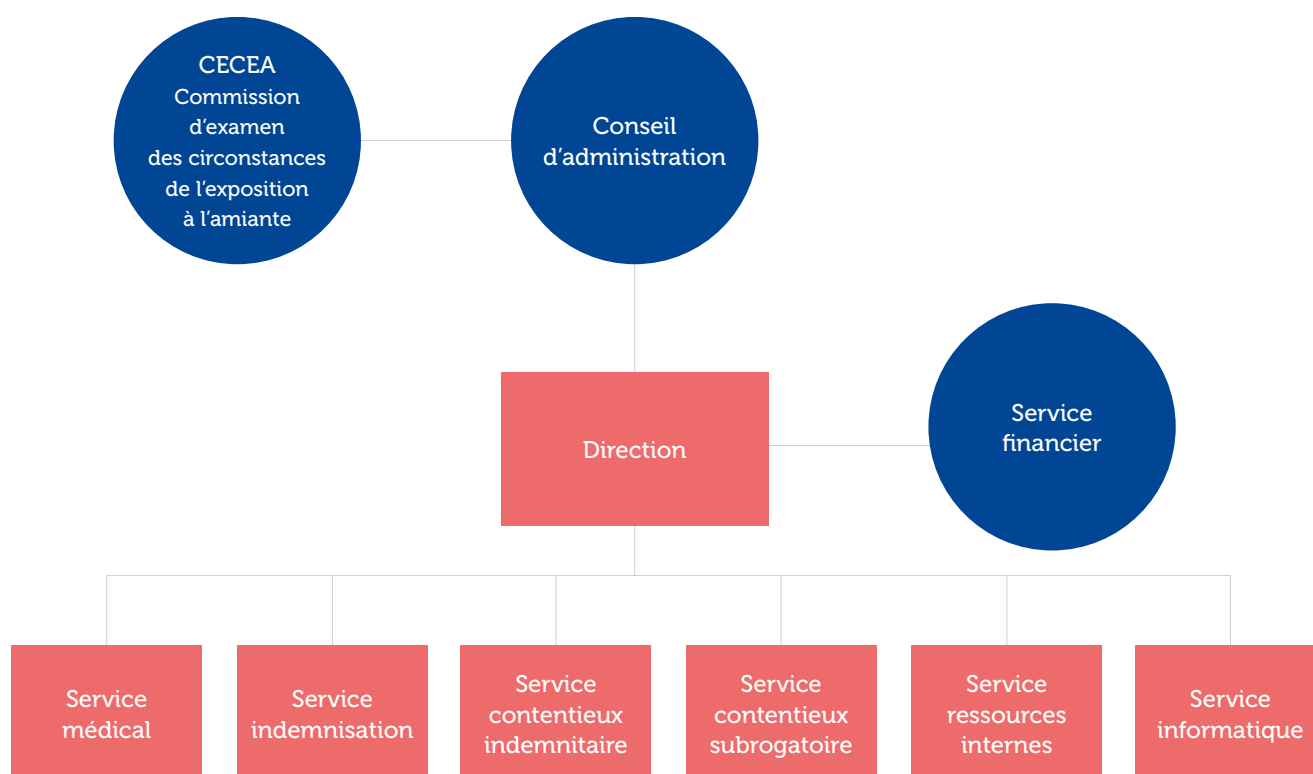 CECEA
Commission
d'examen
des circonstances
de l'exposition
à l'amiante
Conseil
d'administration
Direction
Service
financier
Service
médical
Service
indemnisation
Service
contentieux
indemnitaire
Service
contentieux
subrogatoire
Service
ressources
internes
Service
informatique